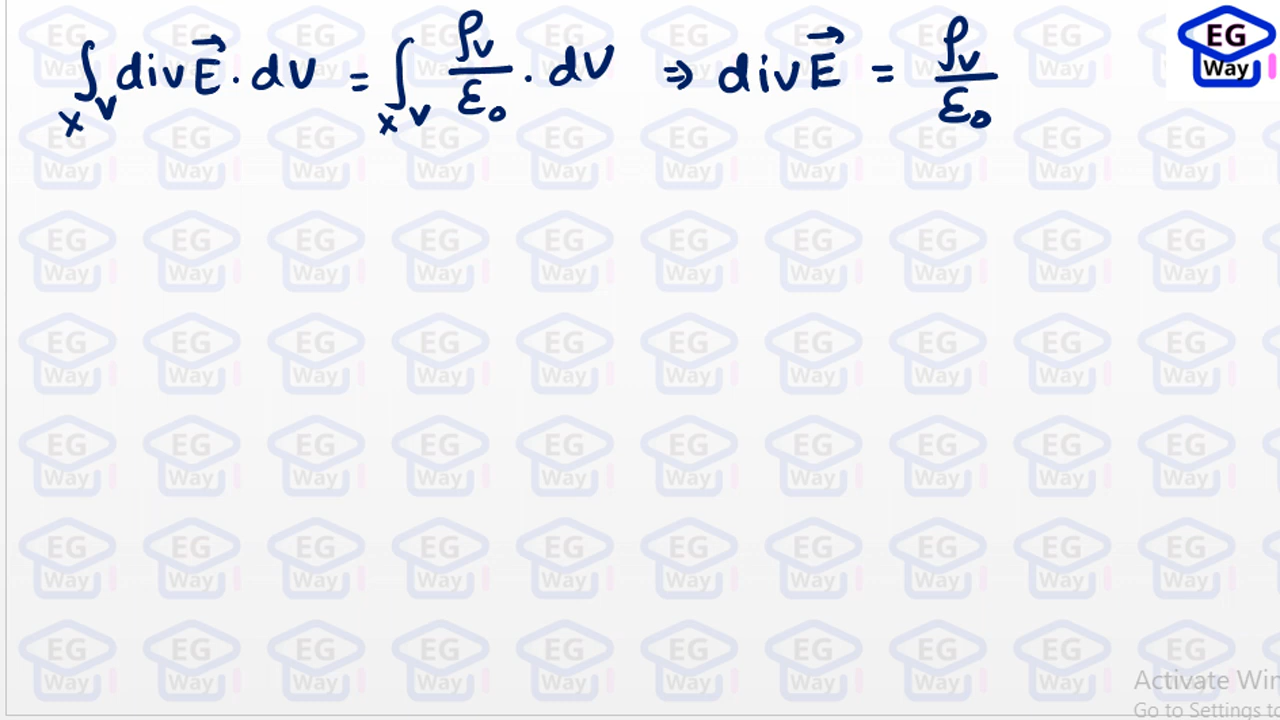 ∫ₓᵥ div E⃗ . dv = ∫ₓᵥ ρᵥ/ε₀ . dv ⇒ div E⃗ = ρᵥ/ε₀
EG
Way
Activate Win
Go to Settings to